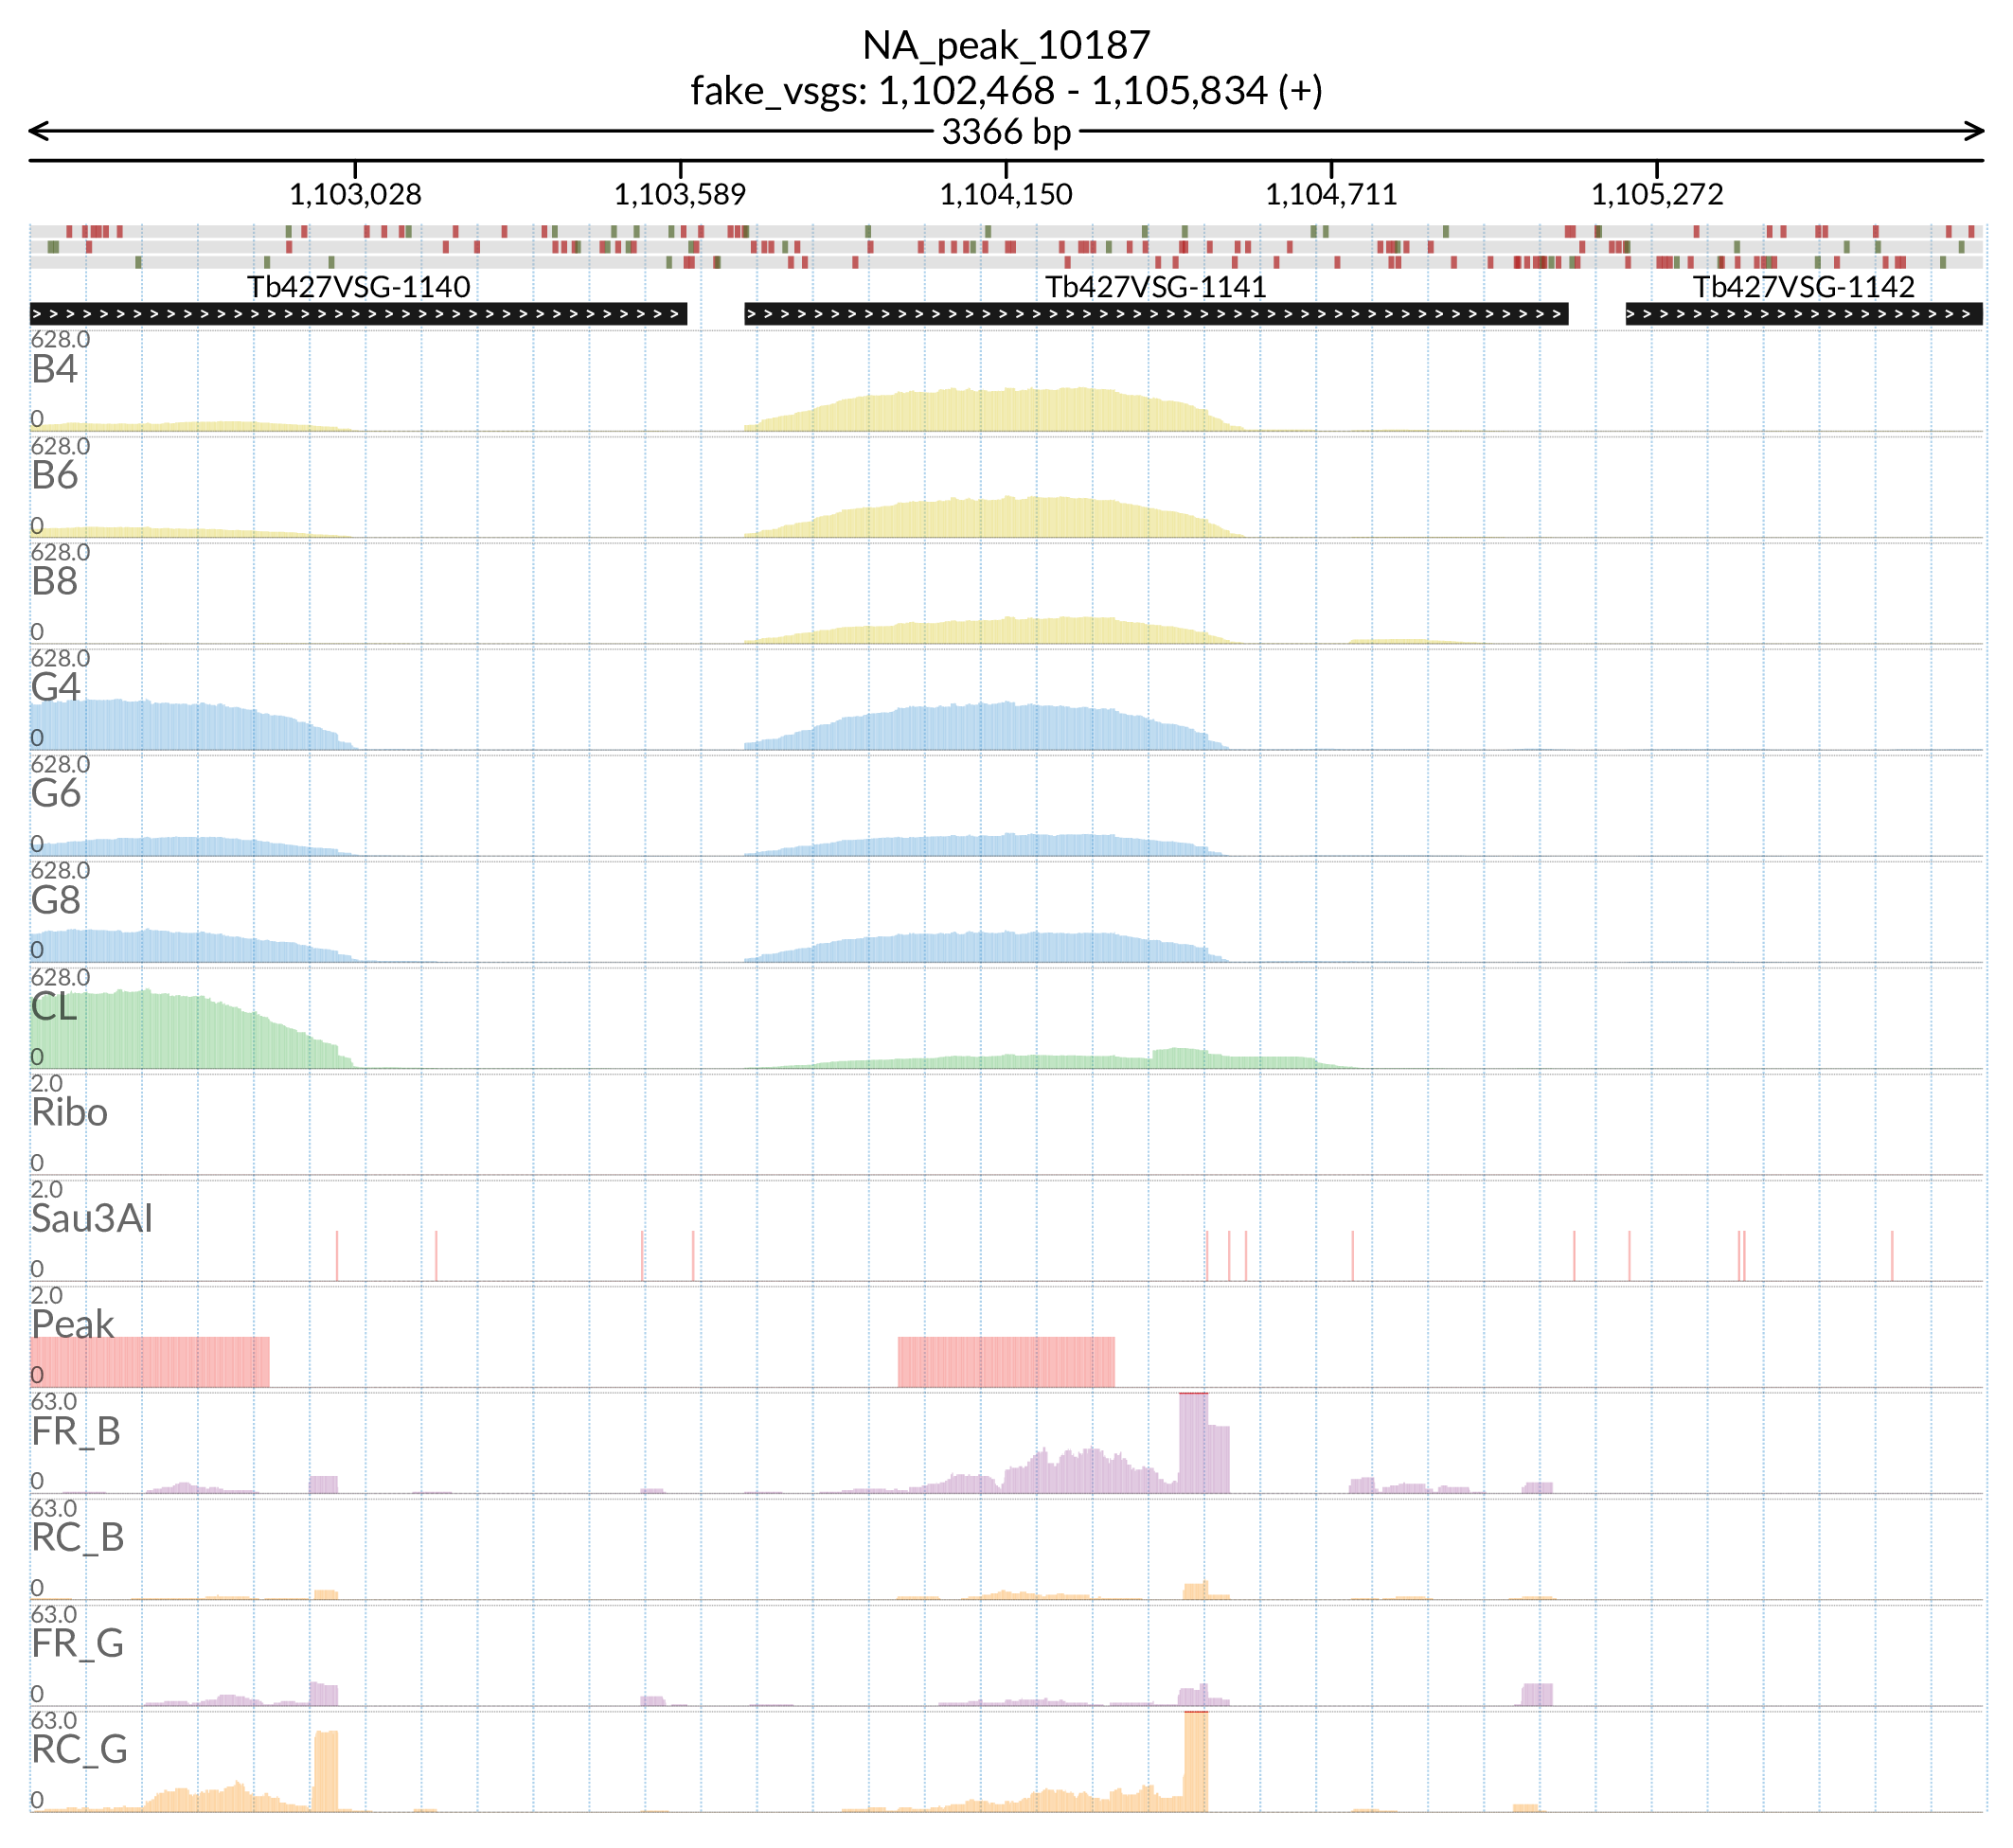 NA_peak_10187
fake_vsgs: 1,102,468 - 1,105,834 (+)
3366 bp
1,103,028 1,103,589 1,104,150 1,104,711 1,105,272
Tb427VSG-1140 Tb427VSG-1141 Tb427VSG-1142
628.0
B4
0
628.0
B6
0
628.0
B8
0
628.0
G4
0
628.0
G6
0
628.0
G8
0
628.0
CL
0
2.0
Ribo
0
2.0
Sau3AI
0
2.0
Peak
0
63.0
FR_B
0
63.0
RC_B
0
63.0
FR_G
0
63.0
RC_G
0